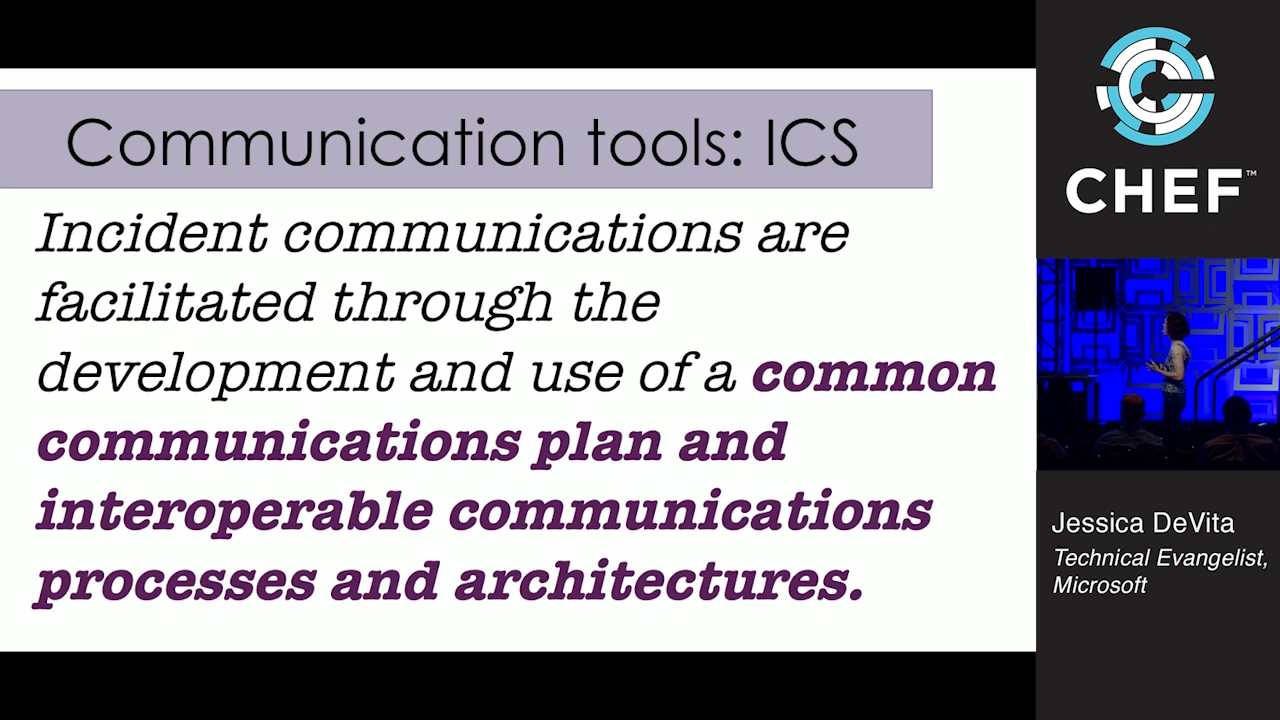 Communication tools: ICS
Incident communications are
facilitated through the
development and use of a common
communications plan and
interoperable communications
processes and architectures.
CHEF™
Jessica DeVita
Technical Evangelist,
Microsoft